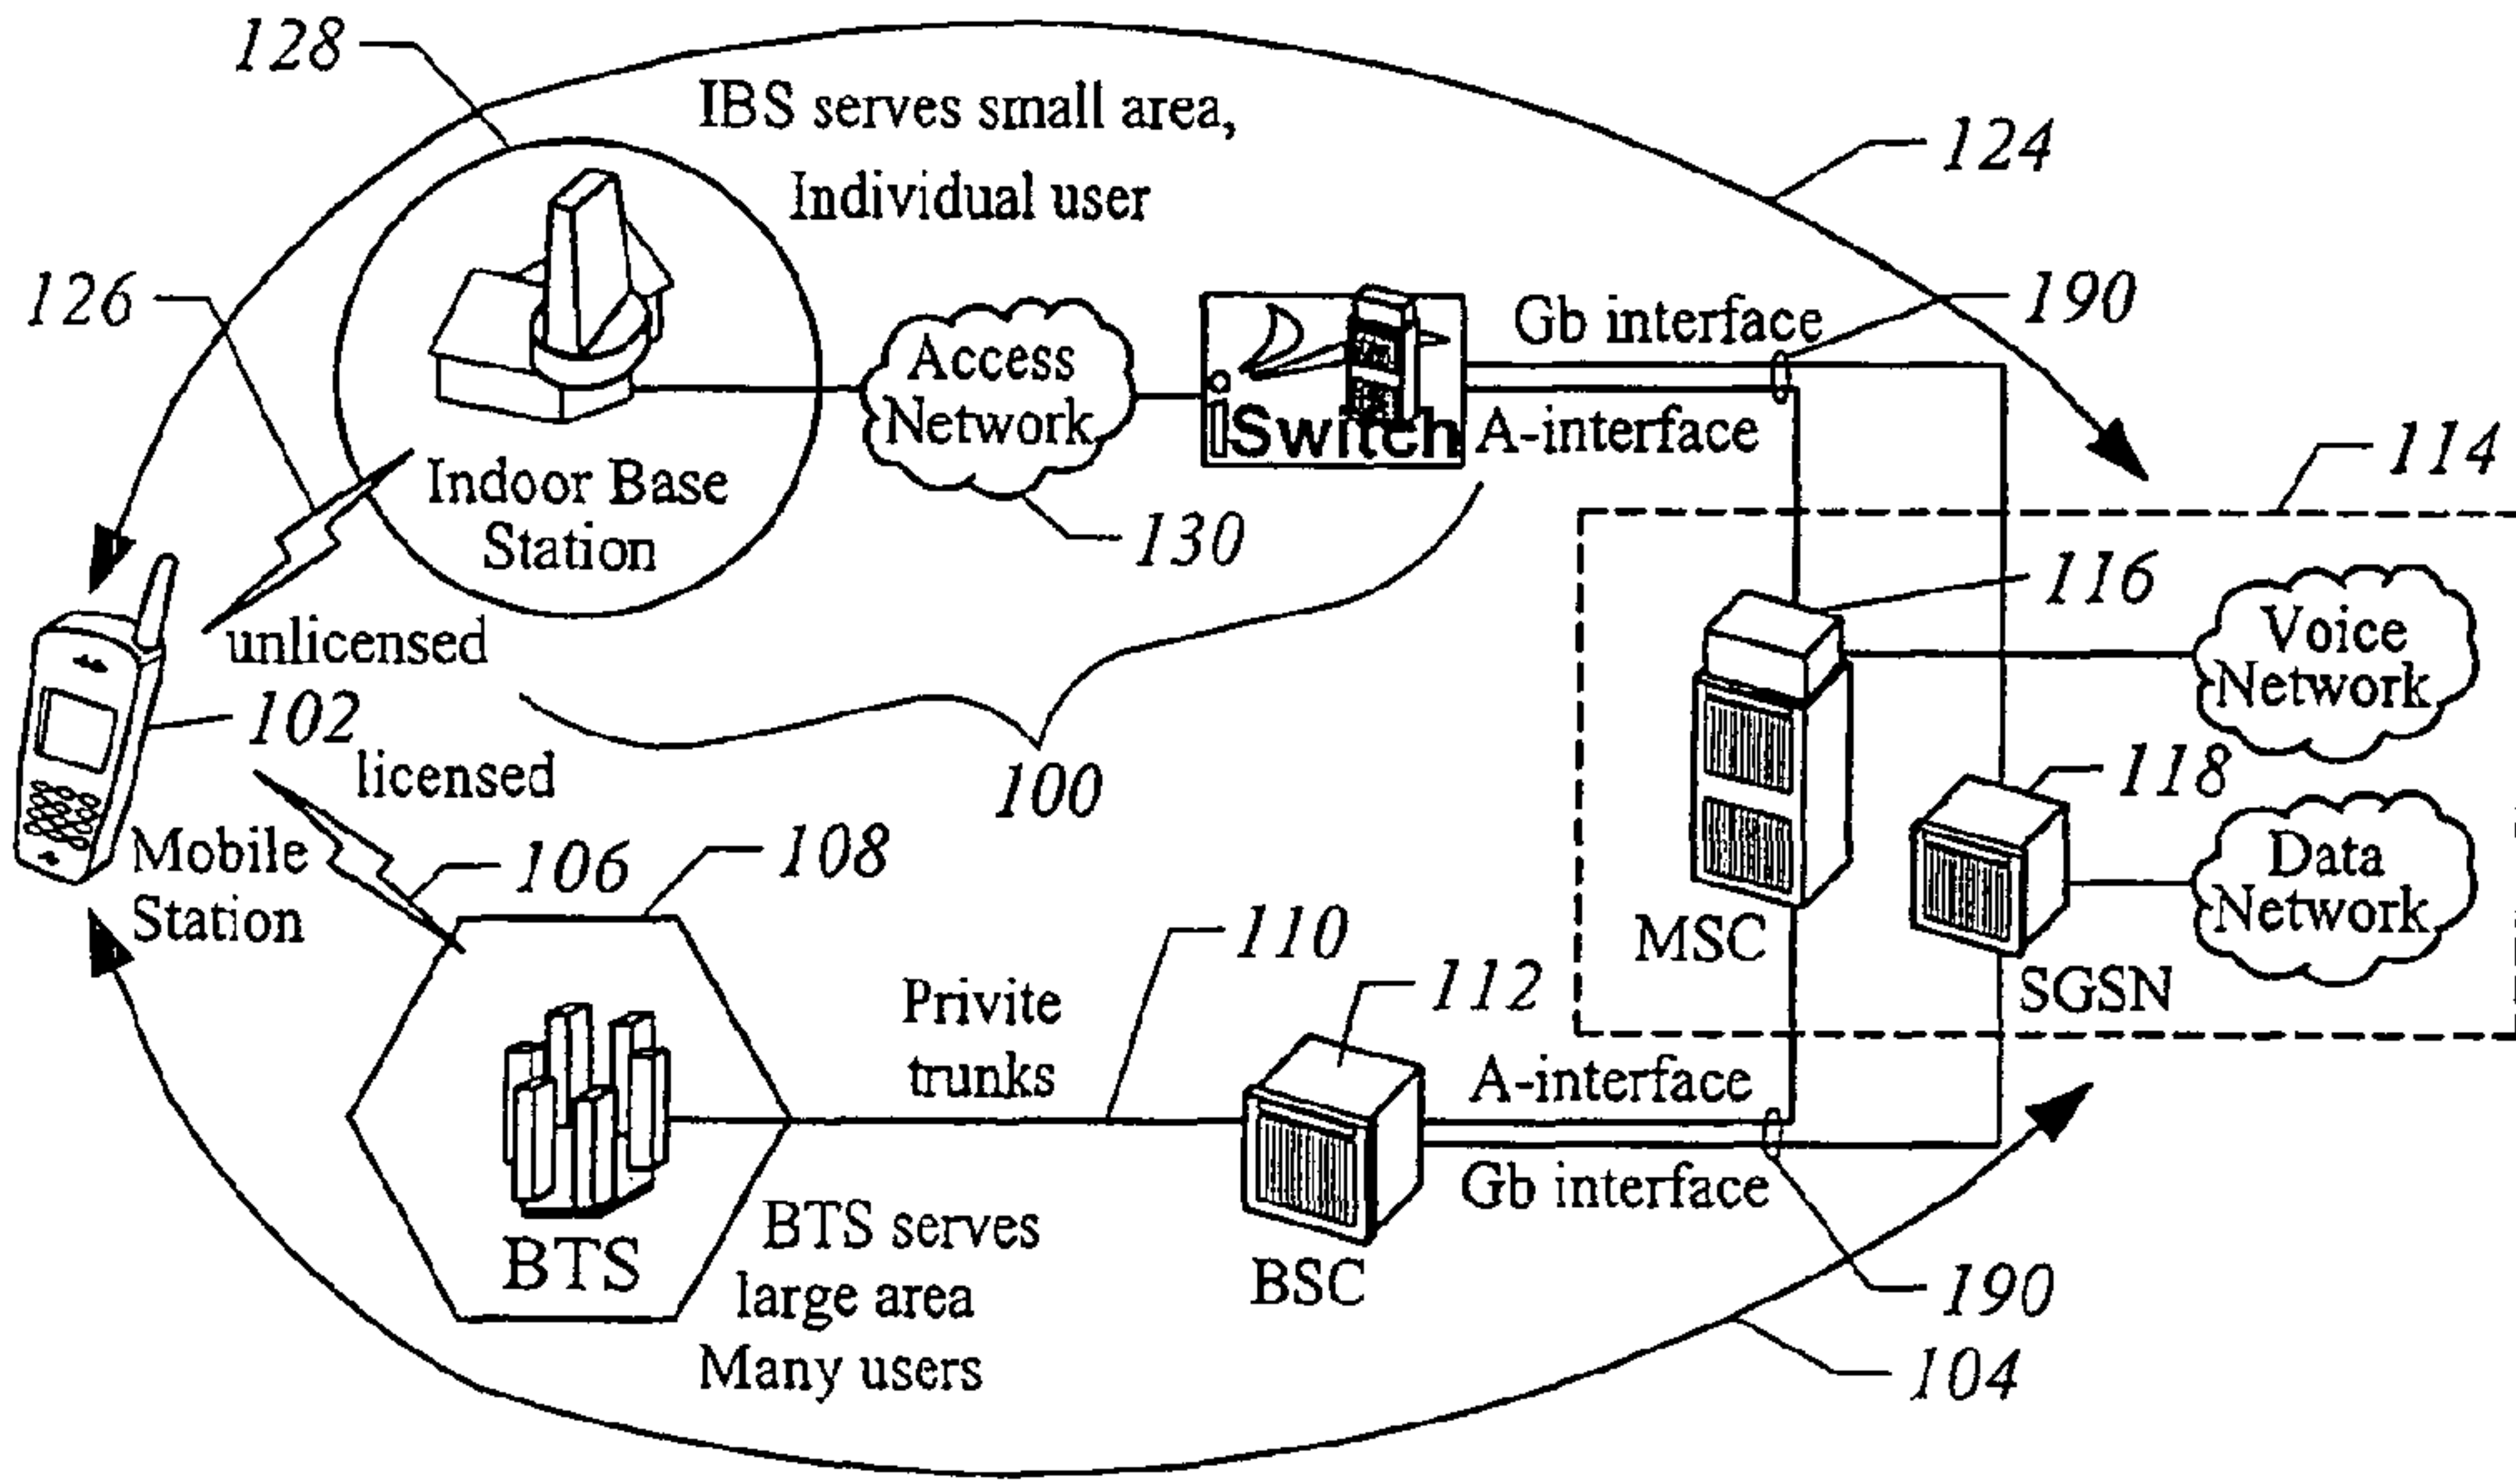 128
IBS serves small area,
Individual user
124
126
190
Gb interface
Access
Network
iSwitch
A-interface
114
Indoor Base
Station
130
116
Voice
Network
unlicensed
102
licensed
100
118
Mobile
Station
106
108
Data
Network
MSC
SGSN
110
112
Privite
trunks
A-interface
Gb interface
BTS
BTS serves
large area
Many users
BSC
190
104